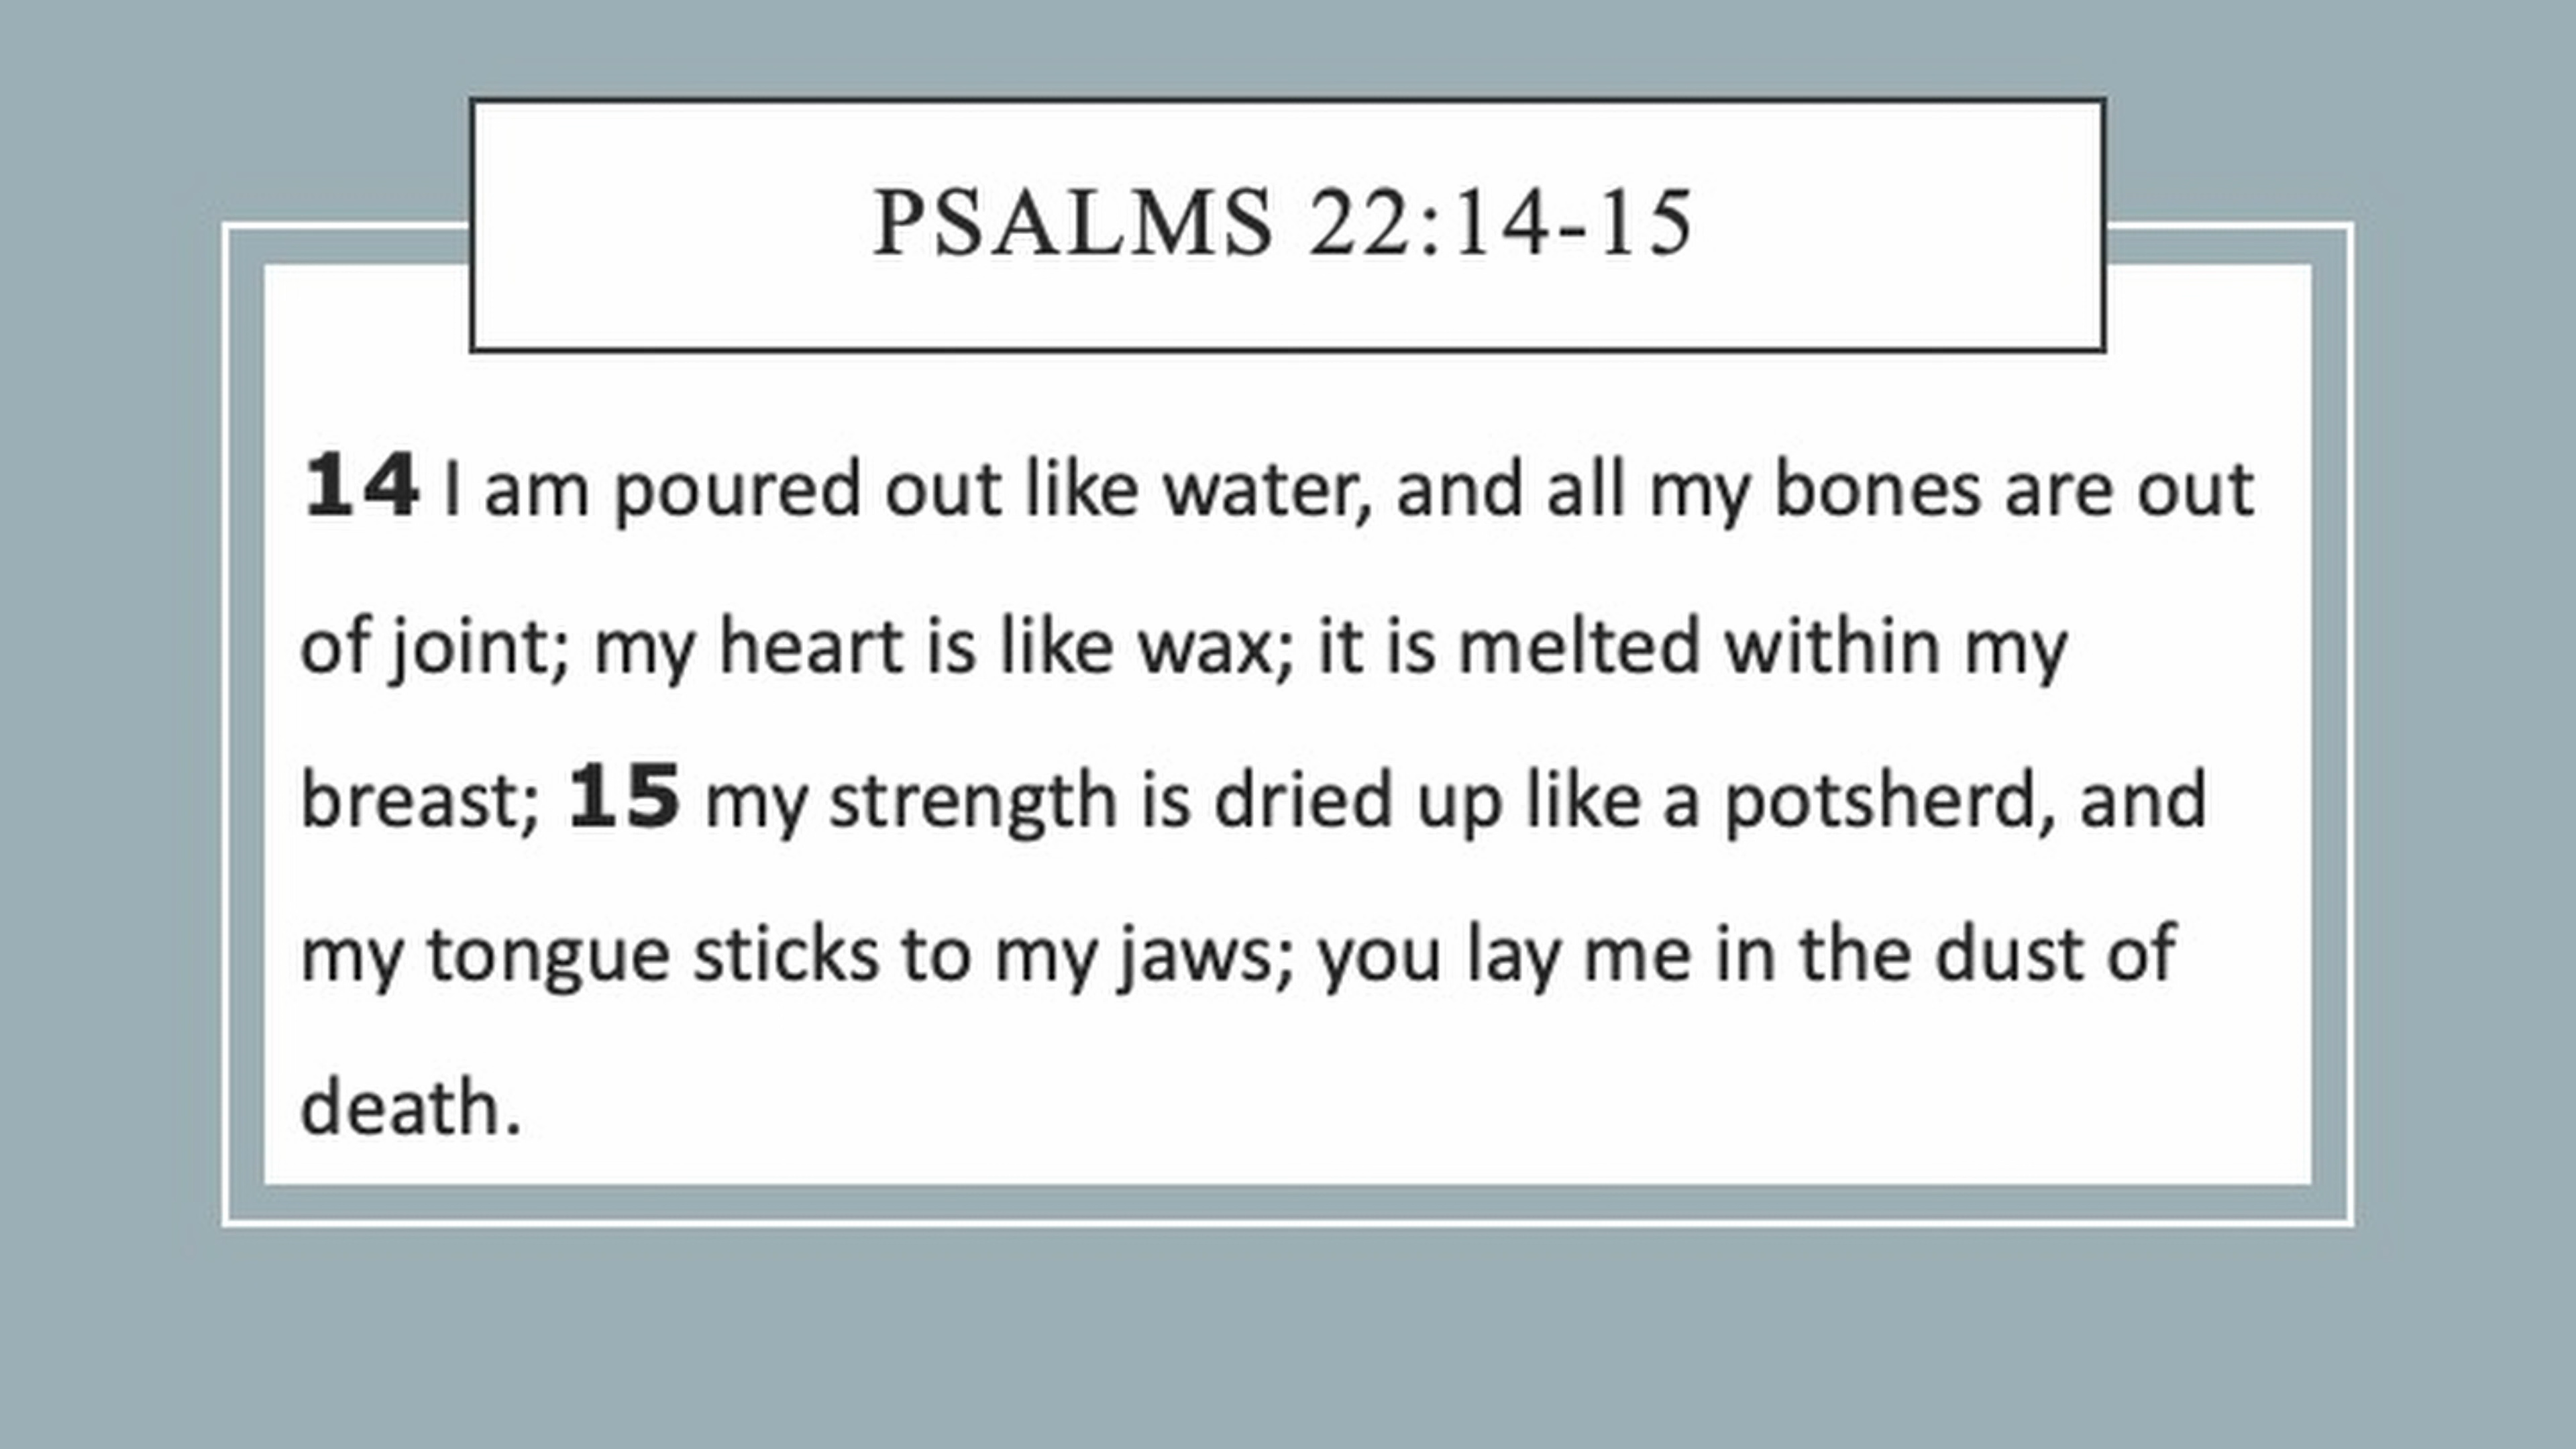 PSALMS 22:14-15
14 I am poured out like water, and all my bones are out
of joint; my heart is like wax; it is melted within my
breast; 15 my strength is dried up like a potsherd, and
my tongue sticks to my jaws; you lay me in the dust of
death.